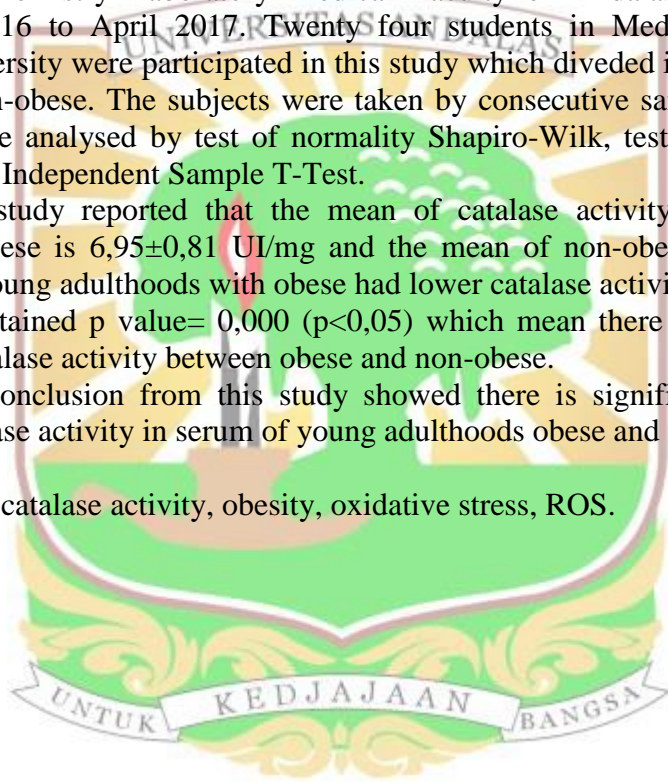 16 to April 2017. Twenty four students in Med
UNIVERSITAS ANDALAS
ersity were participated in this study which diveded i
n-obese. The subjects were taken by consecutive sa
e analysed by test of normality Shapiro-Wilk, test
Independent Sample T-Test.
study reported that the mean of catalase activity
ese is 6,95±0,81 UI/mg and the mean of non-obe
oung adulthoods with obese had lower catalase activi
tained p value= 0,000 (p<0,05) which mean there
alase activity between obese and non-obese.
onclusion from this study showed there is signif
ase activity in serum of young adulthoods obese and
catalase activity, obesity, oxidative stress, ROS.
UNTUK KEDJAJAAN BANGSA